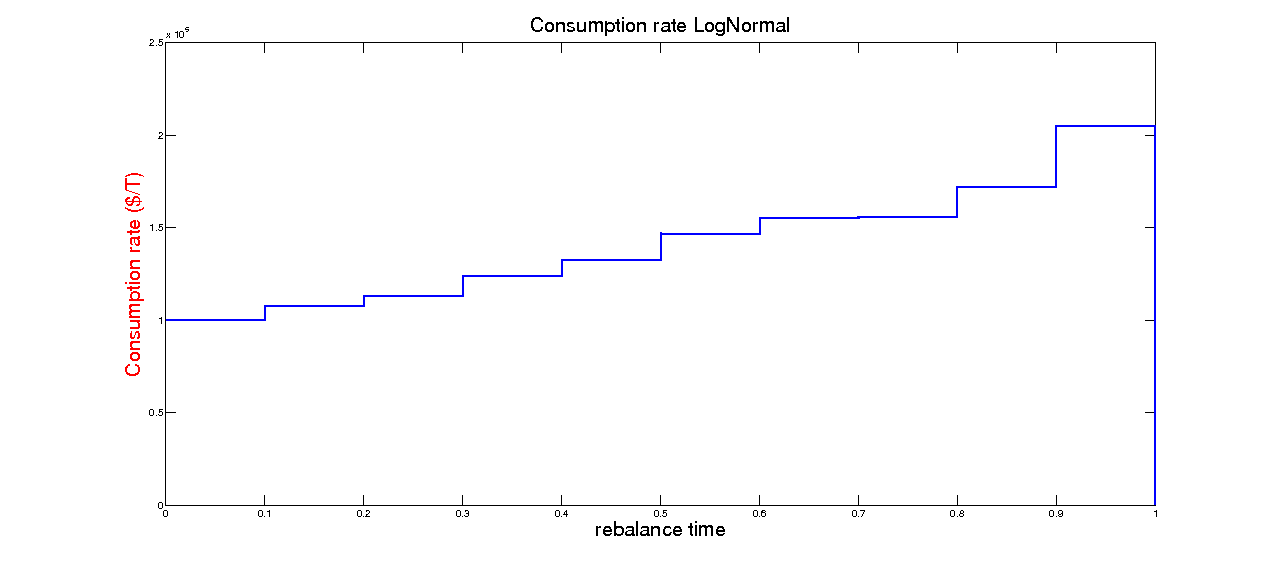 Consumption rate LogNormal
x 10^5
2.5
2
1.5
1
0.5
0
Consumption rate ($/T)
0 0.1 0.2 0.3 0.4 0.5 0.6 0.7 0.8 0.9 1
rebalance time